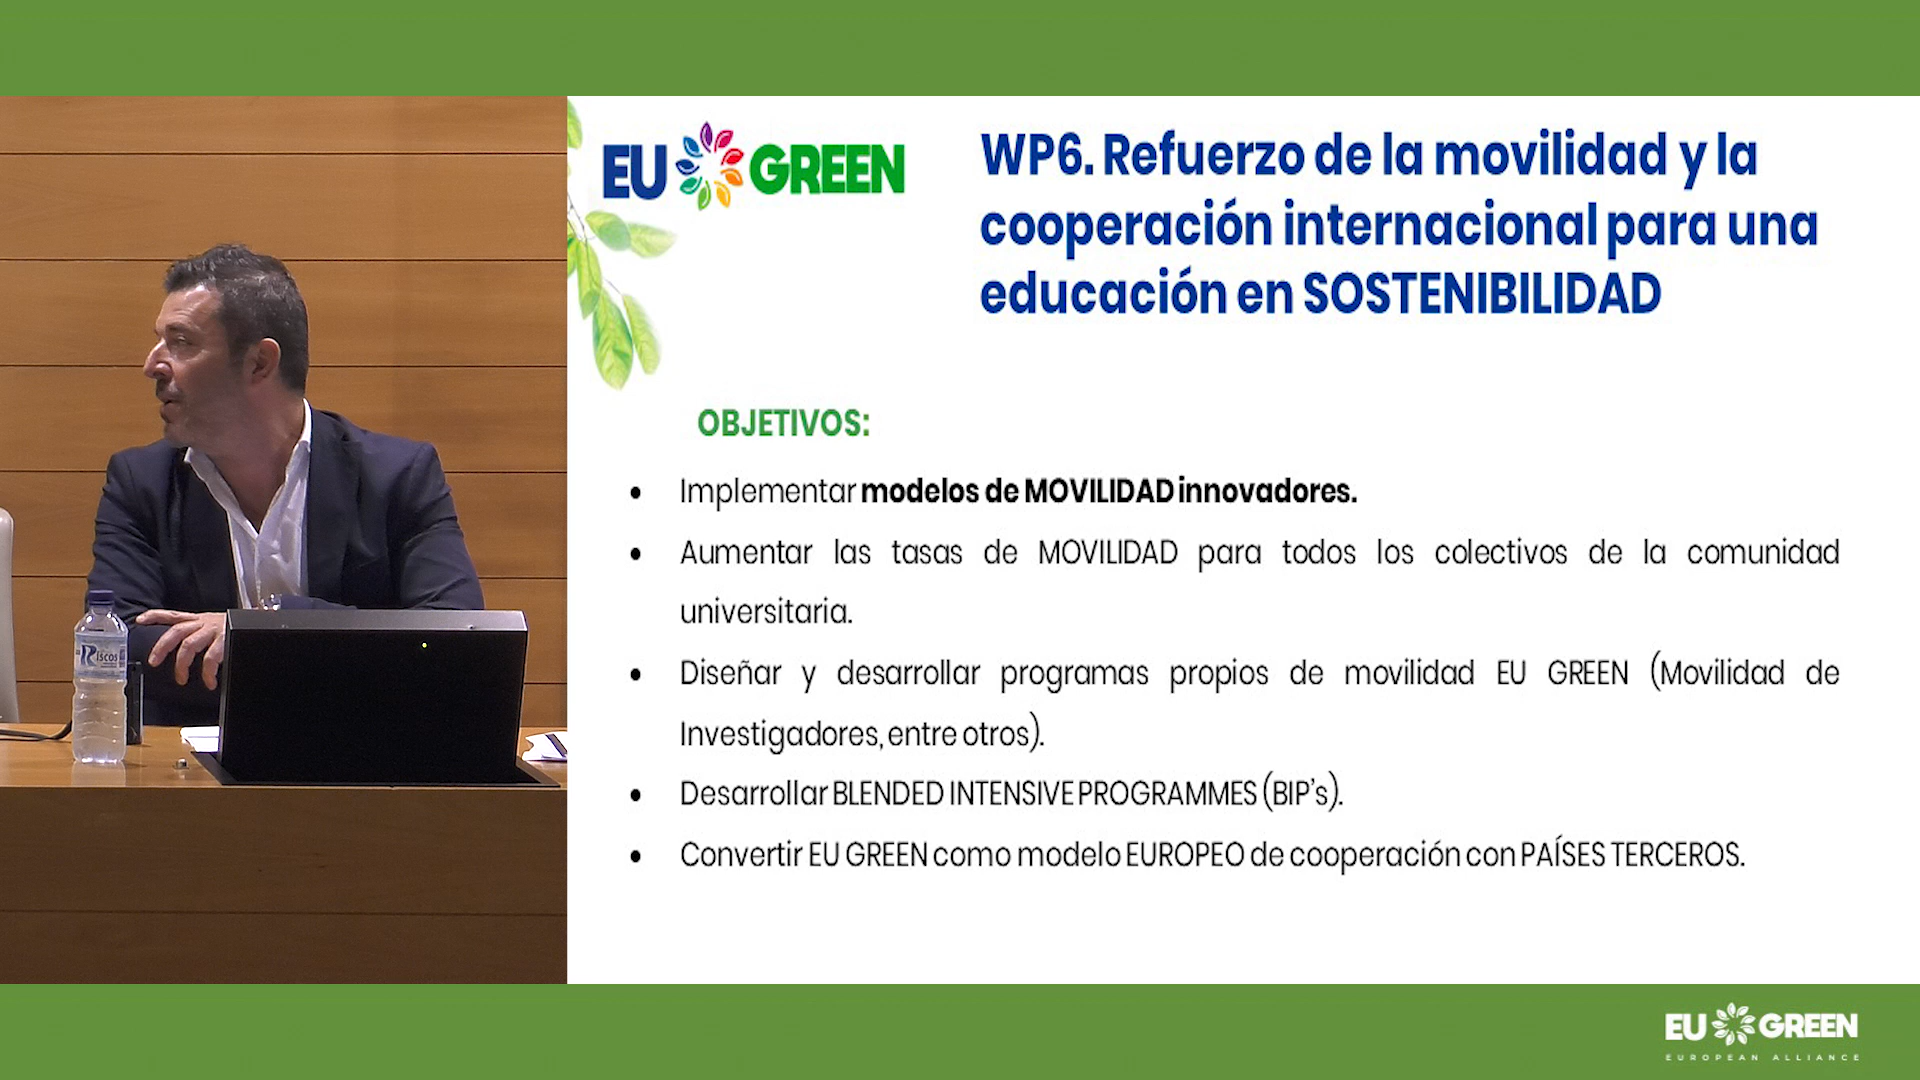 EU GREEN
WP6. Refuerzo de la movilidad y la
cooperación internacional para una
educación en SOSTENIBILIDAD
OBJETIVOS:
• Implementar modelos de MOVILIDAD innovadores.
• Aumentar las tasas de MOVILIDAD para todos los colectivos de la comunidad
universitaria.
• Diseñar y desarrollar programas propios de movilidad EU GREEN (Movilidad de
Investigadores, entre otros).
• Desarrollar BLENDED INTENSIVE PROGRAMMES (BIP's).
• Convertir EU GREEN como modelo EUROPEO de cooperación con PAÍSES TERCEROS.
Riscos
EU GREEN
EUROPEAN ALLIANCE